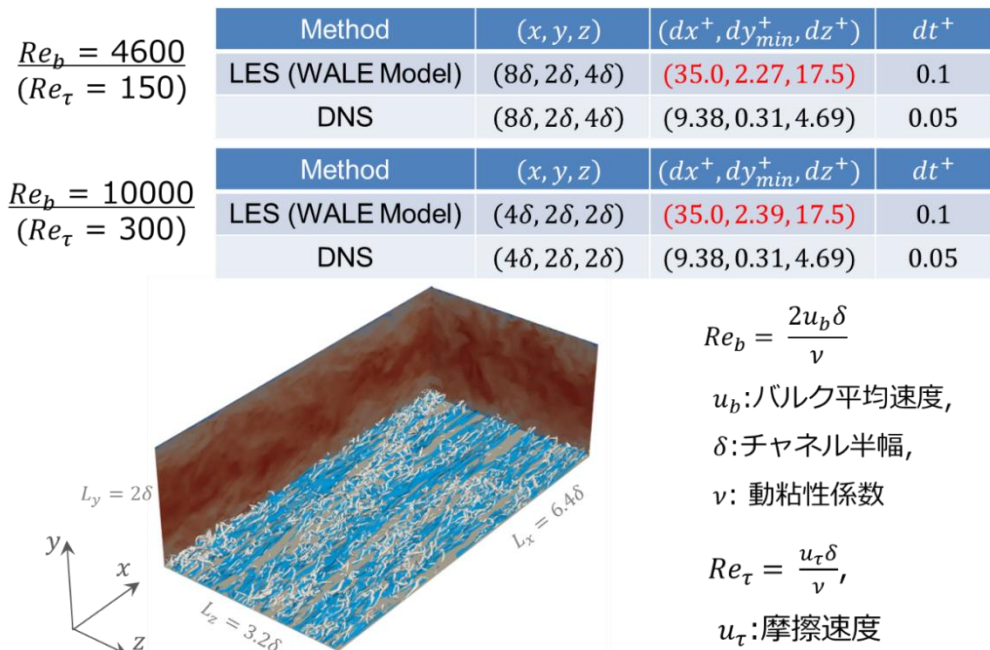 Re_b = 4600
(Re_τ = 150)
Method (x, y, z) (dx⁺, dy⁺_min, dz⁺) dt⁺
LES (WALE Model) (8δ, 2δ, 4δ) (35.0, 2.27, 17.5) 0.1
DNS (8δ, 2δ, 4δ) (9.38, 0.31, 4.69) 0.05
Re_b = 10000
(Re_τ = 300)
Method (x, y, z) (dx⁺, dy⁺_min, dz⁺) dt⁺
LES (WALE Model) (4δ, 2δ, 2δ) (35.0, 2.39, 17.5) 0.1
DNS (4δ, 2δ, 2δ) (9.38, 0.31, 4.69) 0.05
L_y = 2δ
L_x = 6.4δ
L_z = 3.2δ
y
x
z
Re_b = 2u_bδ / ν
u_b:バルク平均速度,
δ:チャネル半幅,
ν: 動粘性係数
Re_τ = u_τδ / ν,
u_τ:摩擦速度